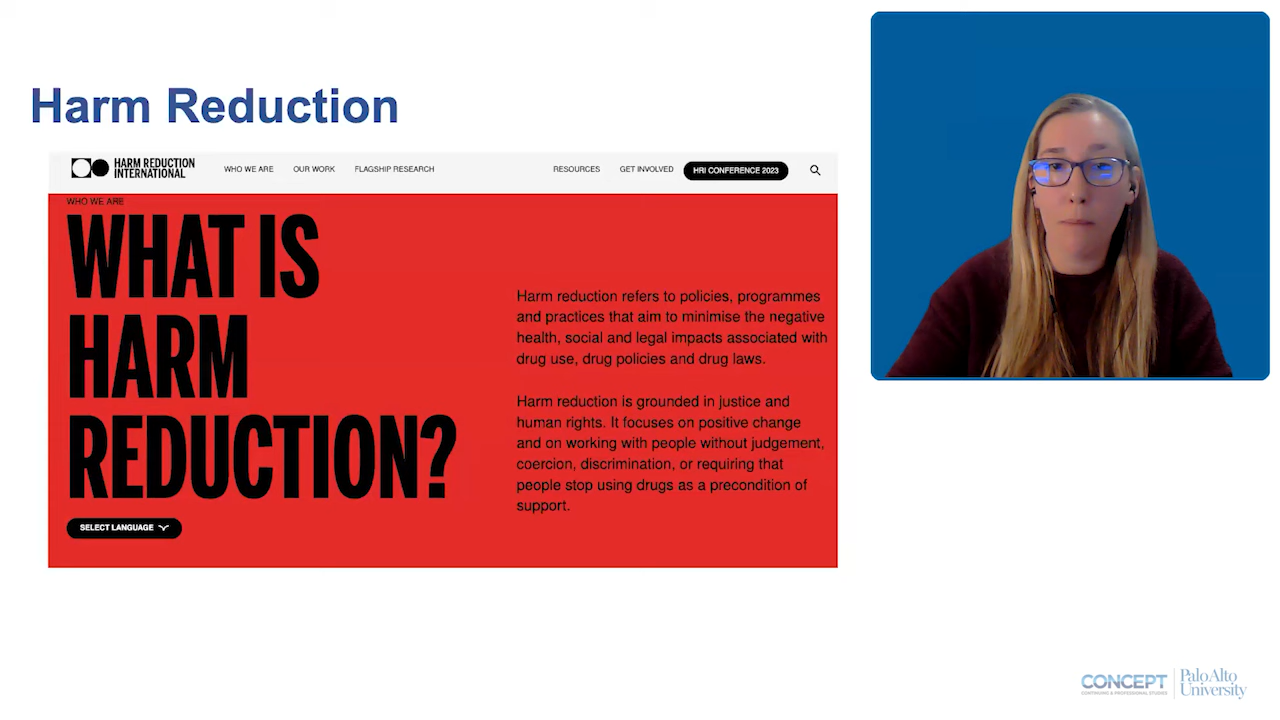 Harm Reduction
HARM REDUCTION
INTERNATIONAL
WHO WE ARE
OUR WORK
FLAGSHIP RESEARCH
RESOURCES
GET INVOLVED
HRI CONFERENCE 2023
WHO WE ARE
WHAT IS
HARM
REDUCTION?
SELECT LANGUAGE
Harm reduction refers to policies, programmes
and practices that aim to minimise the negative
health, social and legal impacts associated with
drug use, drug policies and drug laws.
Harm reduction is grounded in justice and
human rights. It focuses on positive change
and on working with people without judgement,
coercion, discrimination, or requiring that
people stop using drugs as a precondition of
support.
CONCEPT
CONTINUING & PROFESSIONAL STUDIES
Palo Alto
University